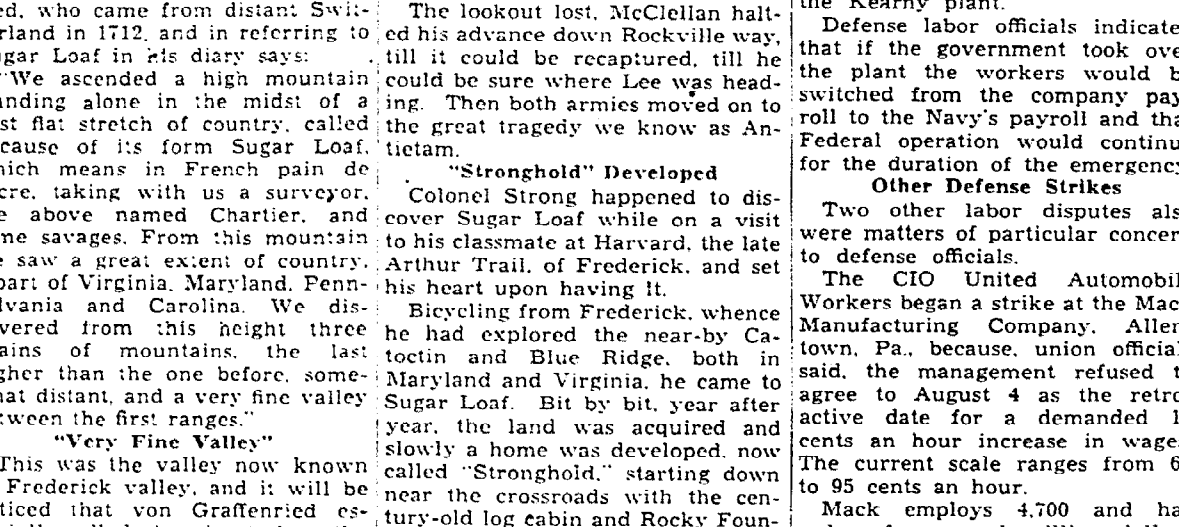 ed, who came from distant Swit-
rland in 1712, and in referring to
gar Loaf in his diary says:
"We ascended a high mountain
nding alone in the midst of a
st flat stretch of country, called
cause of its form Sugar Loaf,
hich means in French pain de
cre, taking with us a surveyor,
e above named Chartier, and
me savages. From this mountain
e saw a great extent of country,
part of Virginia, Maryland, Penn-
lvania and Carolina. We dis-
vered from this height three
ains of mountains, the last
gher than the one before, some-
hat distant, and a very fine valley
tween the first ranges."
"Very Fine Valley"
This was the valley now known
Frederick valley, and it will be
ticed that von Graffenried es-
The lookout lost, McClellan halt-
ed his advance down Rockville way,
till it could be recaptured, till he
could be sure where Lee was head-
ing. Then both armies moved on to
the great tragedy we know as An-
tietam.
"Stronghold" Developed
Colonel Strong happened to dis-
cover Sugar Loaf while on a visit
to his classmate at Harvard, the late
Arthur Trail, of Frederick, and set
his heart upon having it.
Bicycling from Frederick, whence
he had explored the near-by Ca-
toctin and Blue Ridge, both in
Maryland and Virginia, he came to
Sugar Loaf. Bit by bit, year after
year, the land was acquired and
slowly a home was developed, now
called "Stronghold," starting down
near the crossroads with the cen-
tury-old log cabin and Rocky Foun-
the Kearny plant.
Defense labor officials indicate
that if the government took ove
the plant the workers would b
switched from the company pay
roll to the Navy's payroll and tha
Federal operation would continu
for the duration of the emergency
Other Defense Strikes
Two other labor disputes als
were matters of particular concer
to defense officials.
The CIO United Automobil
Workers began a strike at the Mac
Manufacturing Company, Allen
town, Pa., because, union official
said, the management refused t
agree to August 4 as the retro
active date for a demanded 1
cents an hour increase in wage
The current scale ranges from 6
to 95 cents an hour.
Mack employs 4,700 and ha